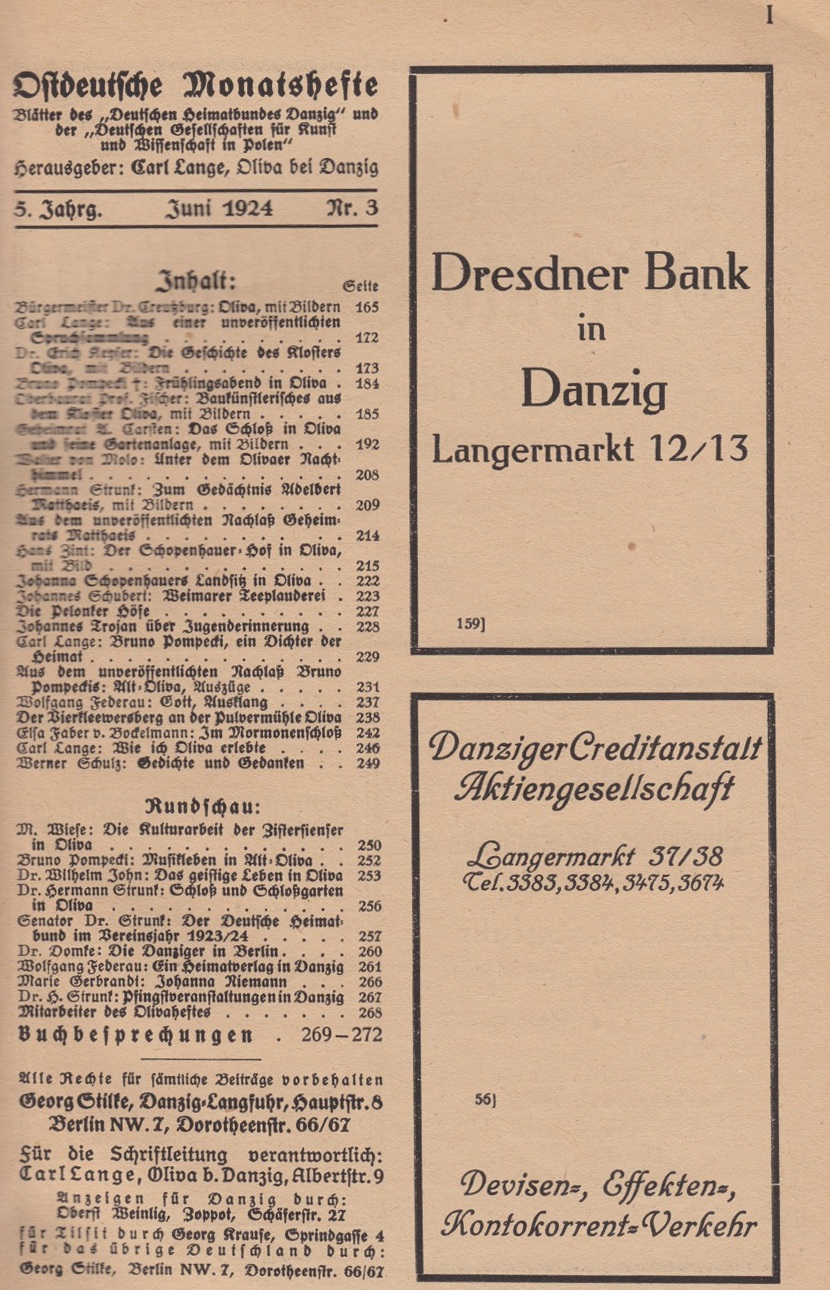 I
Ostdeutsche Monatshefte
Blätter des „Deutschen Heimatbundes Danzig" und
der „Deutschen Gesellschaften für Kunst
und Wissenschaft in Polen"
Herausgeber: Carl Lange, Oliva bei Danzig
5. Jahrg. Juni 1924 Nr. 3
Inhalt: Seite
Bürgermeister Dr. Creutzburg: Oliva, mit Bildern 165
Carl Lange: Aus einer unveröffentlichten
Spruchsammlung . . . . . . . . . . . . 172
Dr. Erich Keyser: Die Geschichte des Klosters
Oliva, mit Bildern . . . . . . . . . 173
Bruno Pompecki †: Frühlingsabend in Oliva . 184
Oberbaurat Prof. Fischer: Baukünstlerisches aus
dem Kloster Oliva, mit Bildern . . . . . 185
Geheimrat A. Carsten: Das Schloß in Oliva
und seine Gartenanlage, mit Bildern . . . 192
Walter von Molo: Unter dem Olivaer Nacht-
himmel . . . . . . . . . . . . . . . 208
Hermann Strunk: Zum Gedächtnis Adelbert
Matthaeis, mit Bildern . . . . . . . . 209
Aus dem unveröffentlichten Nachlaß Geheim-
rats Matthaeis . . . . . . . . . . . . 214
Hans Zint: Der Schopenhauer-Hof in Oliva,
mit Bild . . . . . . . . . . . . . . 215
Johanna Schopenhauers Landsitz in Oliva . . 222
Johannes Schubert: Weimarer Teeplauderei . 223
Die Pelonker Höfe . . . . . . . . . . . 227
Johannes Trojan über Jugenderinnerung . . 228
Carl Lange: Bruno Pompecki, ein Dichter der
Heimat . . . . . . . . . . . . . . . 229
Aus dem unveröffentlichten Nachlaß Bruno
Pompeckis: Alt-Oliva, Auszüge . . . . . 231
Wolfgang Federau: Gott, Ausklang . . . . 237
Der Vierkleewersberg an der Pulvermühle Oliva 238
Elsa Faber v. Bockelmann: Im Mormonenschloß 242
Carl Lange: Wie ich Oliva erlebte . . . . 246
Werner Schulz: Gedichte und Gedanken . . 249
Rundschau:
M. Wiese: Die Kulturarbeit der Zistersienser
in Oliva . . . . . . . . . . . . . . 250
Bruno Pompecki: Musikleben in Alt-Oliva . . 252
Dr. Wilhelm John: Das geistige Leben in Oliva 253
Dr. Hermann Strunk: Schloß und Schloßgarten
in Oliva . . . . . . . . . . . . . . 256
Senator Dr. Strunk: Der Deutsche Heimat-
bund im Vereinsjahr 1923/24 . . . . . 257
Dr. Domke: Die Danziger in Berlin . . . . 260
Wolfgang Federau: Ein Heimatverlag in Danzig 261
Marie Gerbrandt: Johanna Niemann . . . 266
Dr. H. Strunk: Pfingstveranstaltungen in Danzig 267
Mitarbeiter des Olivaheftes . . . . . . . 268
Buchbesprechungen . 269–272
Alle Rechte für sämtliche Beiträge vorbehalten
Georg Stilke, Danzig-Langfuhr, Hauptstr. 8
Berlin NW. 7, Dorotheenstr. 66/67
Für die Schriftleitung verantwortlich:
Carl Lange, Oliva b. Danzig, Albertstr. 9
Anzeigen für Danzig durch:
Oberst Weinlig, Zoppot, Schäferstr. 27
für Tilsit durch Georg Krause, Sprindgasse 4
für das übrige Deutschland durch:
Georg Stilke, Berlin NW. 7, Dorotheenstr. 66/67
Dresdner Bank
in
Danzig
Langermarkt 12/13
159]
Danziger Creditanstalt
Aktiengesellschaft
Langermarkt 37/38
Tel. 3383, 3384, 3475, 3674
56]
Devisen-, Effekten-,
Kontokorrent-Verkehr